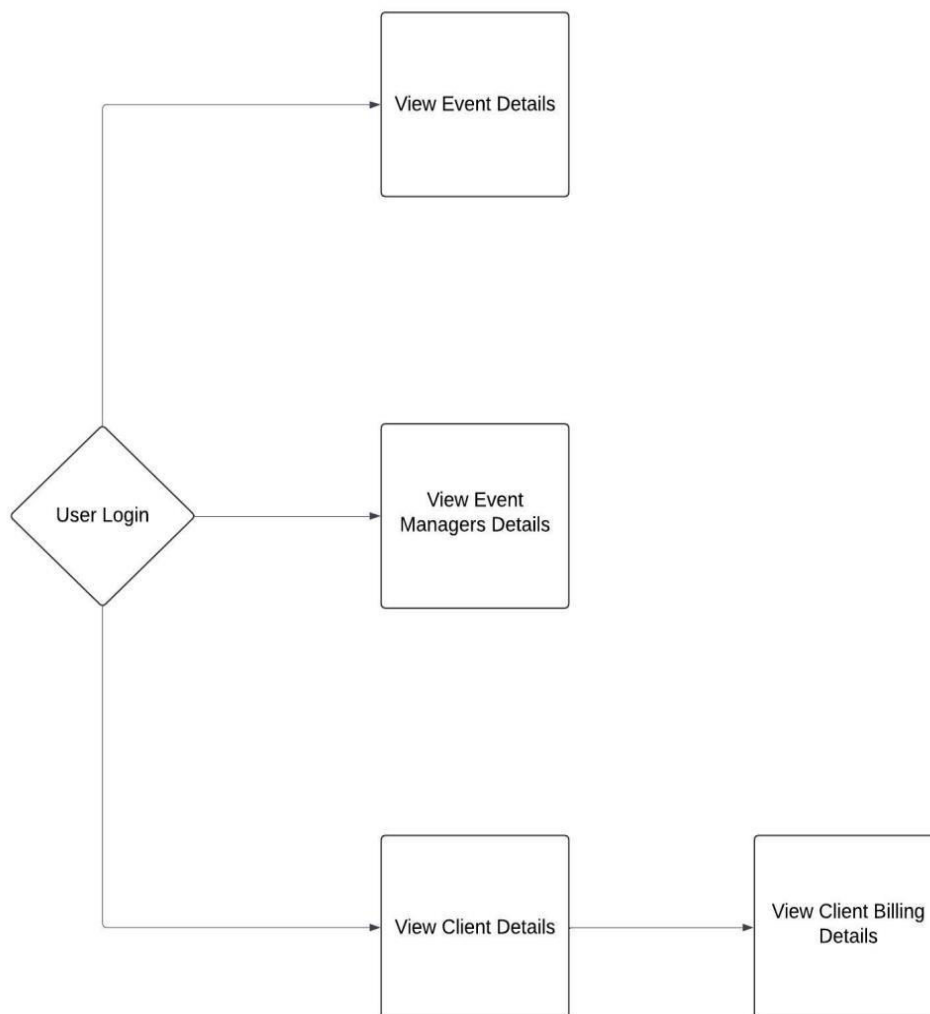 View Event Details
User Login
View Event
Managers Details
View Client Details
View Client Billing
Details